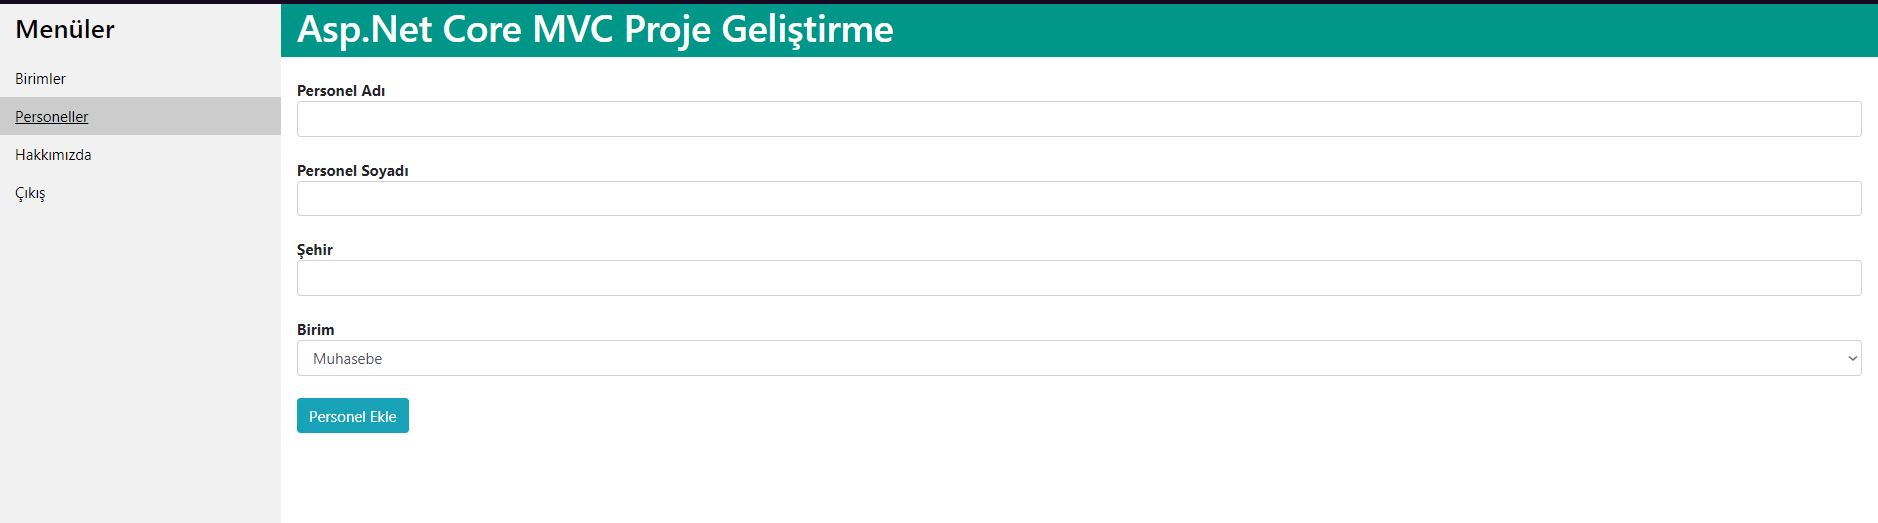 Menüler
Birimler
Personeller
Hakkımızda
Çıkış
Asp.Net Core MVC Proje Geliştirme
Personel Adı
Personel Soyadı
Şehir
Birim
Muhasebe
Personel Ekle